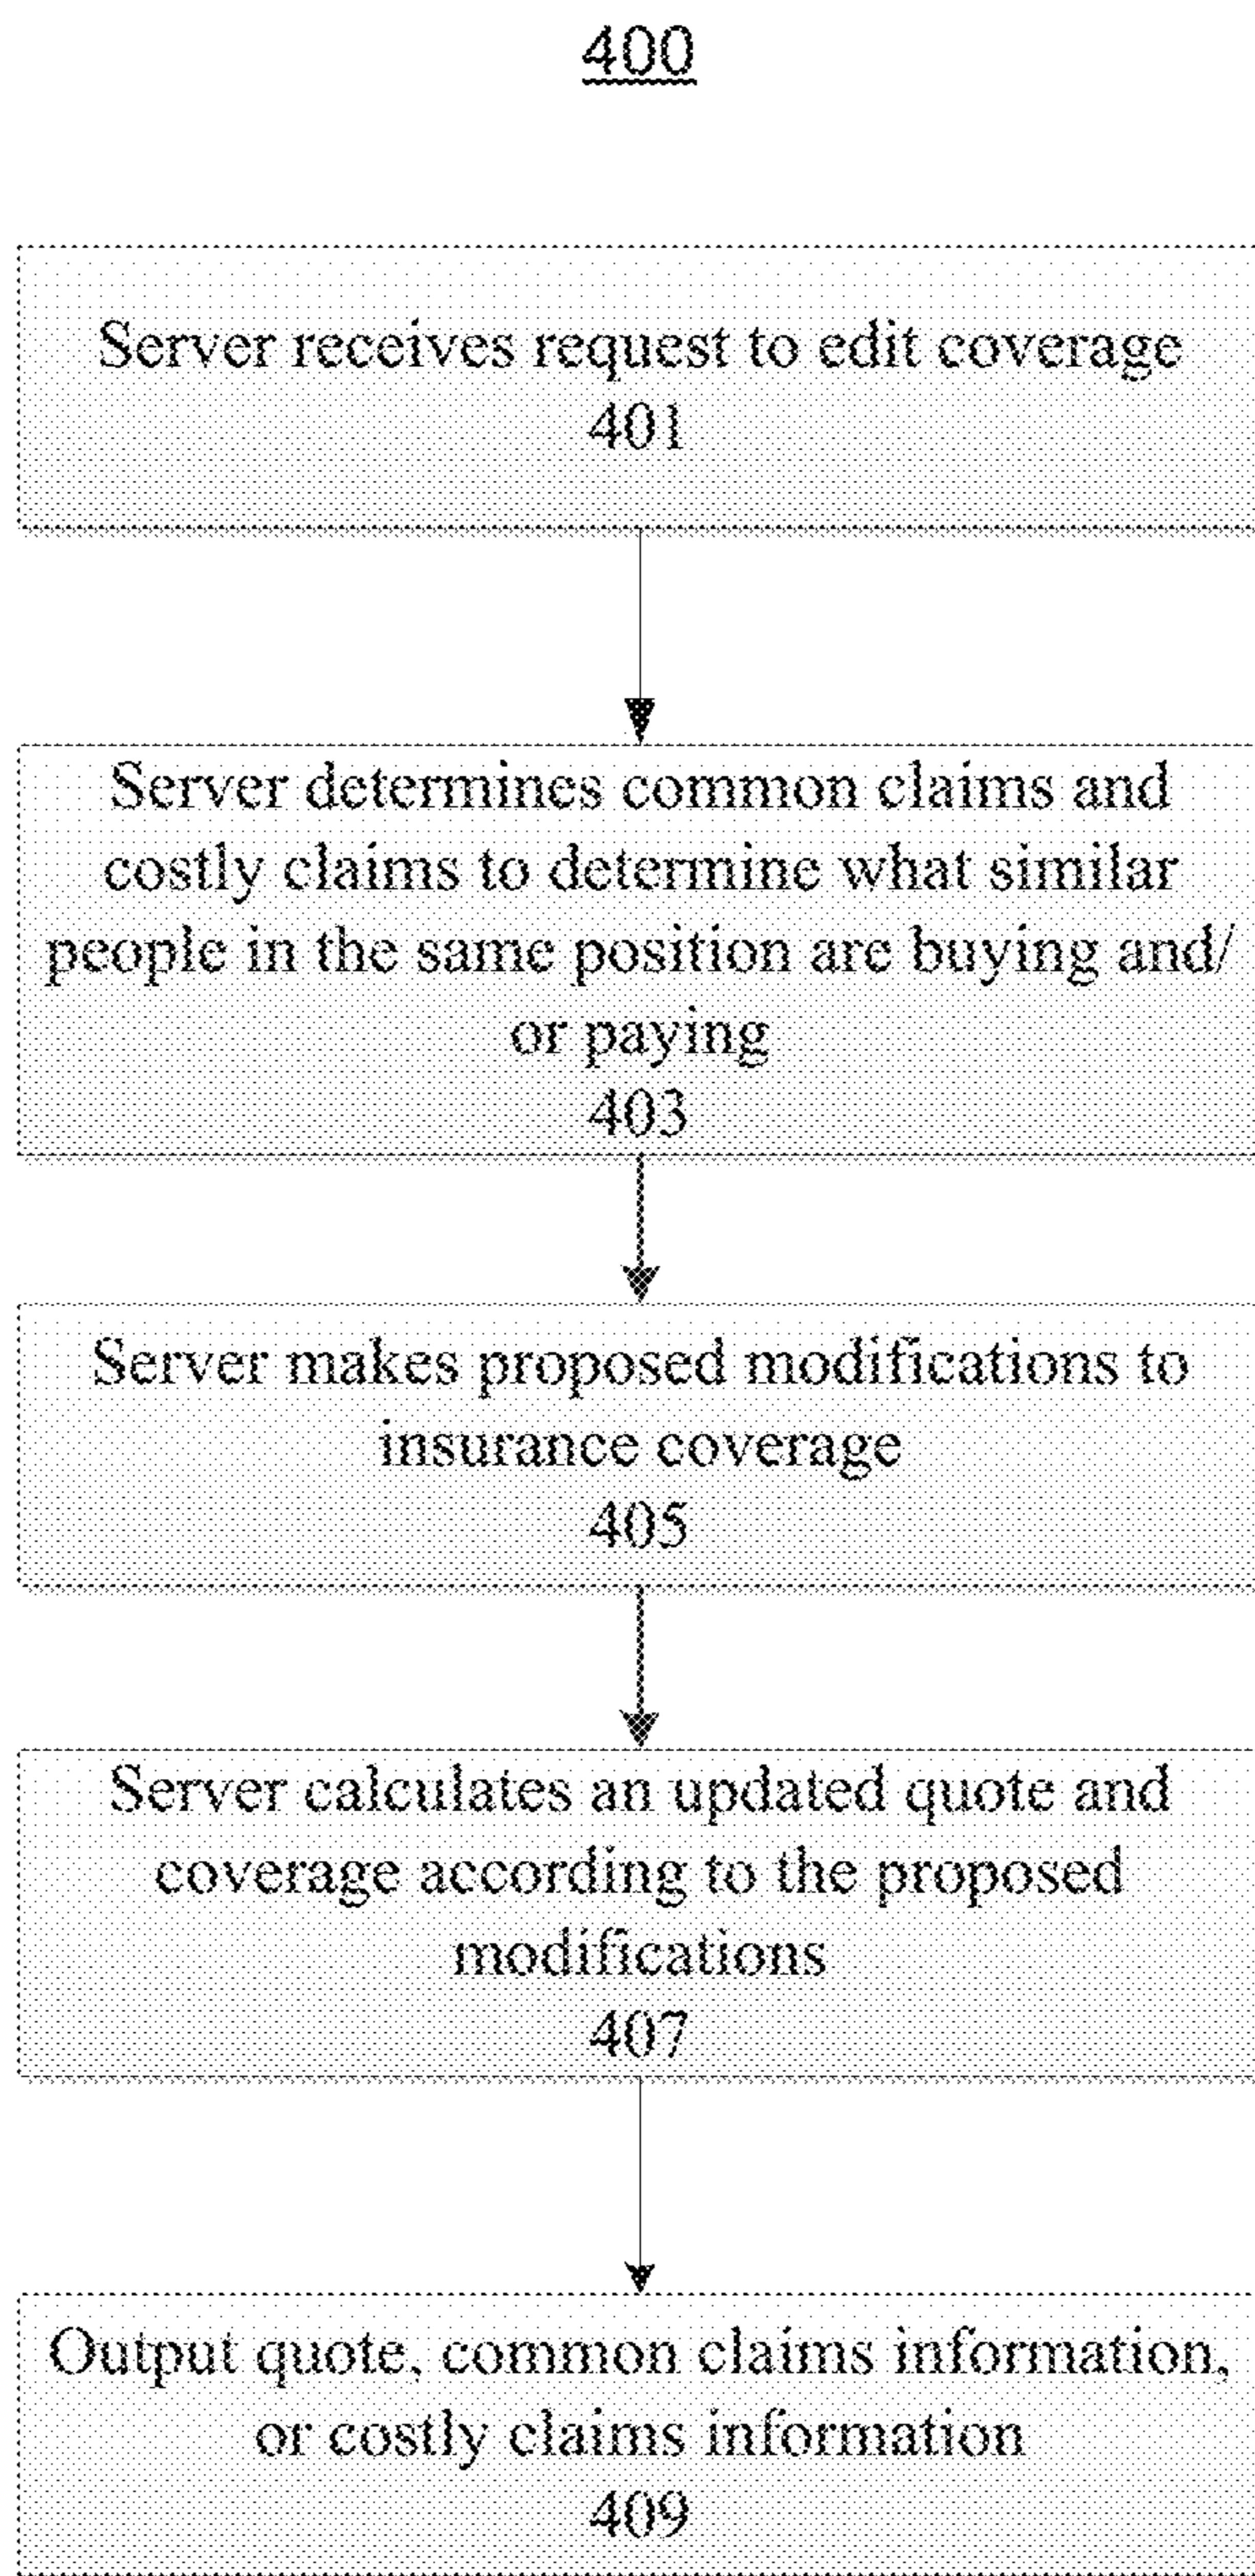 400
Server receives request to edit coverage
401
Server determines common claims and
costly claims to determine what similar
people in the same position are buying and/
or paying
403
Server makes proposed modifications to
insurance coverage
405
Server calculates an updated quote and
coverage according to the proposed
modifications
407
Output quote, common claims information,
or costly claims information
409